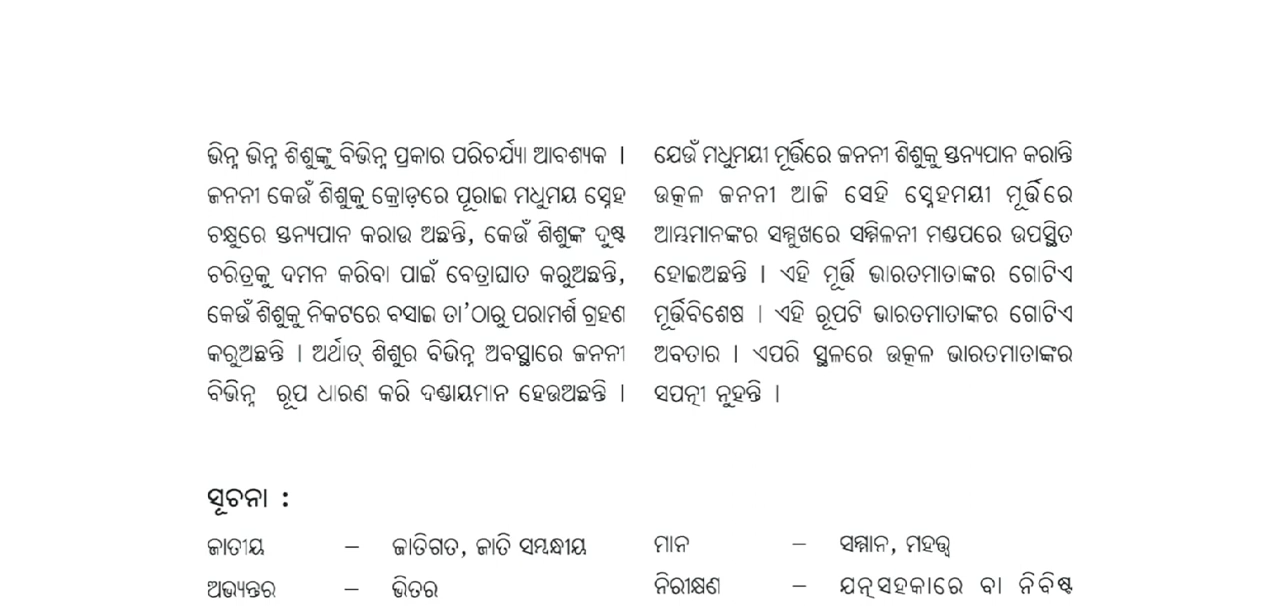 ଭିନ୍ନ ଭିନ୍ନ ଶିଶୁଙ୍କୁ ବିଭିନ୍ନ ପ୍ରକାର ପରିଚର୍ଯ୍ୟା ଆବଶ୍ୟକ ।
ଜନନୀ କେଉଁ ଶିଶୁକୁ କ୍ରୋଡ଼ରେ ପୂରାଇ ମଧୁମୟ ସ୍ନେହ
ଚକ୍ଷୁରେ ସ୍ତନ୍ୟପାନ କରାଉ ଅଛନ୍ତି, କେଉଁ ଶିଶୁଙ୍କ ଦୁଷ୍ଟ
ଚରିତ୍ରକୁ ଦମନ କରିବା ପାଇଁ ବେତ୍ରାଘାତ କରୁଅଛନ୍ତି,
କେଉଁ ଶିଶୁକୁ ନିକଟରେ ବସାଇ ତା’ଠାରୁ ପରାମର୍ଶ ଗ୍ରହଣ
କରୁଅଛନ୍ତି । ଅର୍ଥାତ୍ ଶିଶୁର ବିଭିନ୍ନ ଅବସ୍ଥାରେ ଜନନୀ
ବିଭିନ୍ନ ରୂପ ଧାରଣ କରି ଦଣ୍ଡାୟମାନ ହେଉଅଛନ୍ତି ।
ଯେଉଁ ମଧୁମୟୀ ମୂର୍ତ୍ତିରେ ଜନନୀ ଶିଶୁକୁ ସ୍ତନ୍ୟପାନ କରାନ୍ତି
ଉତ୍କଳ ଜନନୀ ଆଜି ସେହି ସ୍ନେହମୟୀ ମୂର୍ତ୍ତିରେ
ଆମ୍ଭମାନଙ୍କର ସମ୍ମୁଖରେ ସମ୍ମିଳନୀ ମଣ୍ଡପରେ ଉପସ୍ଥିତ
ହୋଇଅଛନ୍ତି । ଏହି ମୂର୍ତ୍ତି ଭାରତମାତାଙ୍କର ଗୋଟିଏ
ମୂର୍ତ୍ତିବିଶେଷ । ଏହି ରୂପଟି ଭାରତମାତାଙ୍କର ଗୋଟିଏ
ଅବତାର । ଏପରି ସ୍ଥଳରେ ଉତ୍କଳ ଭାରତମାତାଙ୍କର
ସପତ୍ନୀ ନୁହନ୍ତି ।
ସୂଚନା :
ଜାତୀୟ – ଜାତିଗତ, ଜାତି ସମ୍ବନ୍ଧୀୟ
ଅଭ୍ୟନ୍ତର – ଭିତର
ମାନ – ସମ୍ମାନ, ମହତ୍ତ୍ୱ
ନିରୀକ୍ଷଣ – ଯତ୍ନସହକାରେ ବା ନିବିଷ୍ଟ